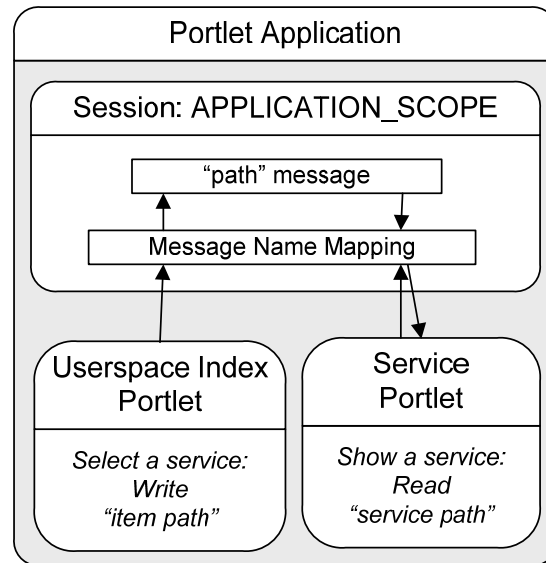 Portlet Application
Session: APPLICATION_SCOPE
“path” message
Message Name Mapping
Userspace Index
Portlet
Select a service:
Write
“item path”
Service
Portlet
Show a service:
Read
“service path”